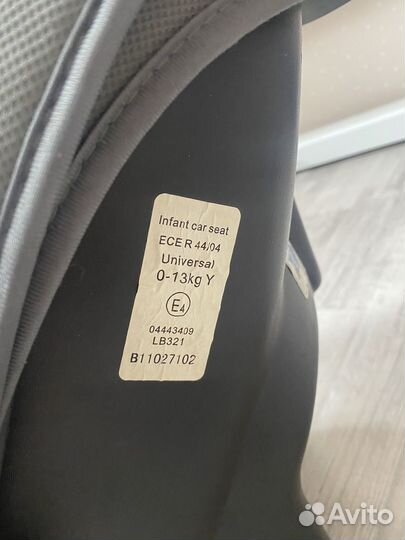 Infant car seat
ECE R 44/04
Universal
0-13kg Y
E4
04443409
LB321
B11027102
Avito